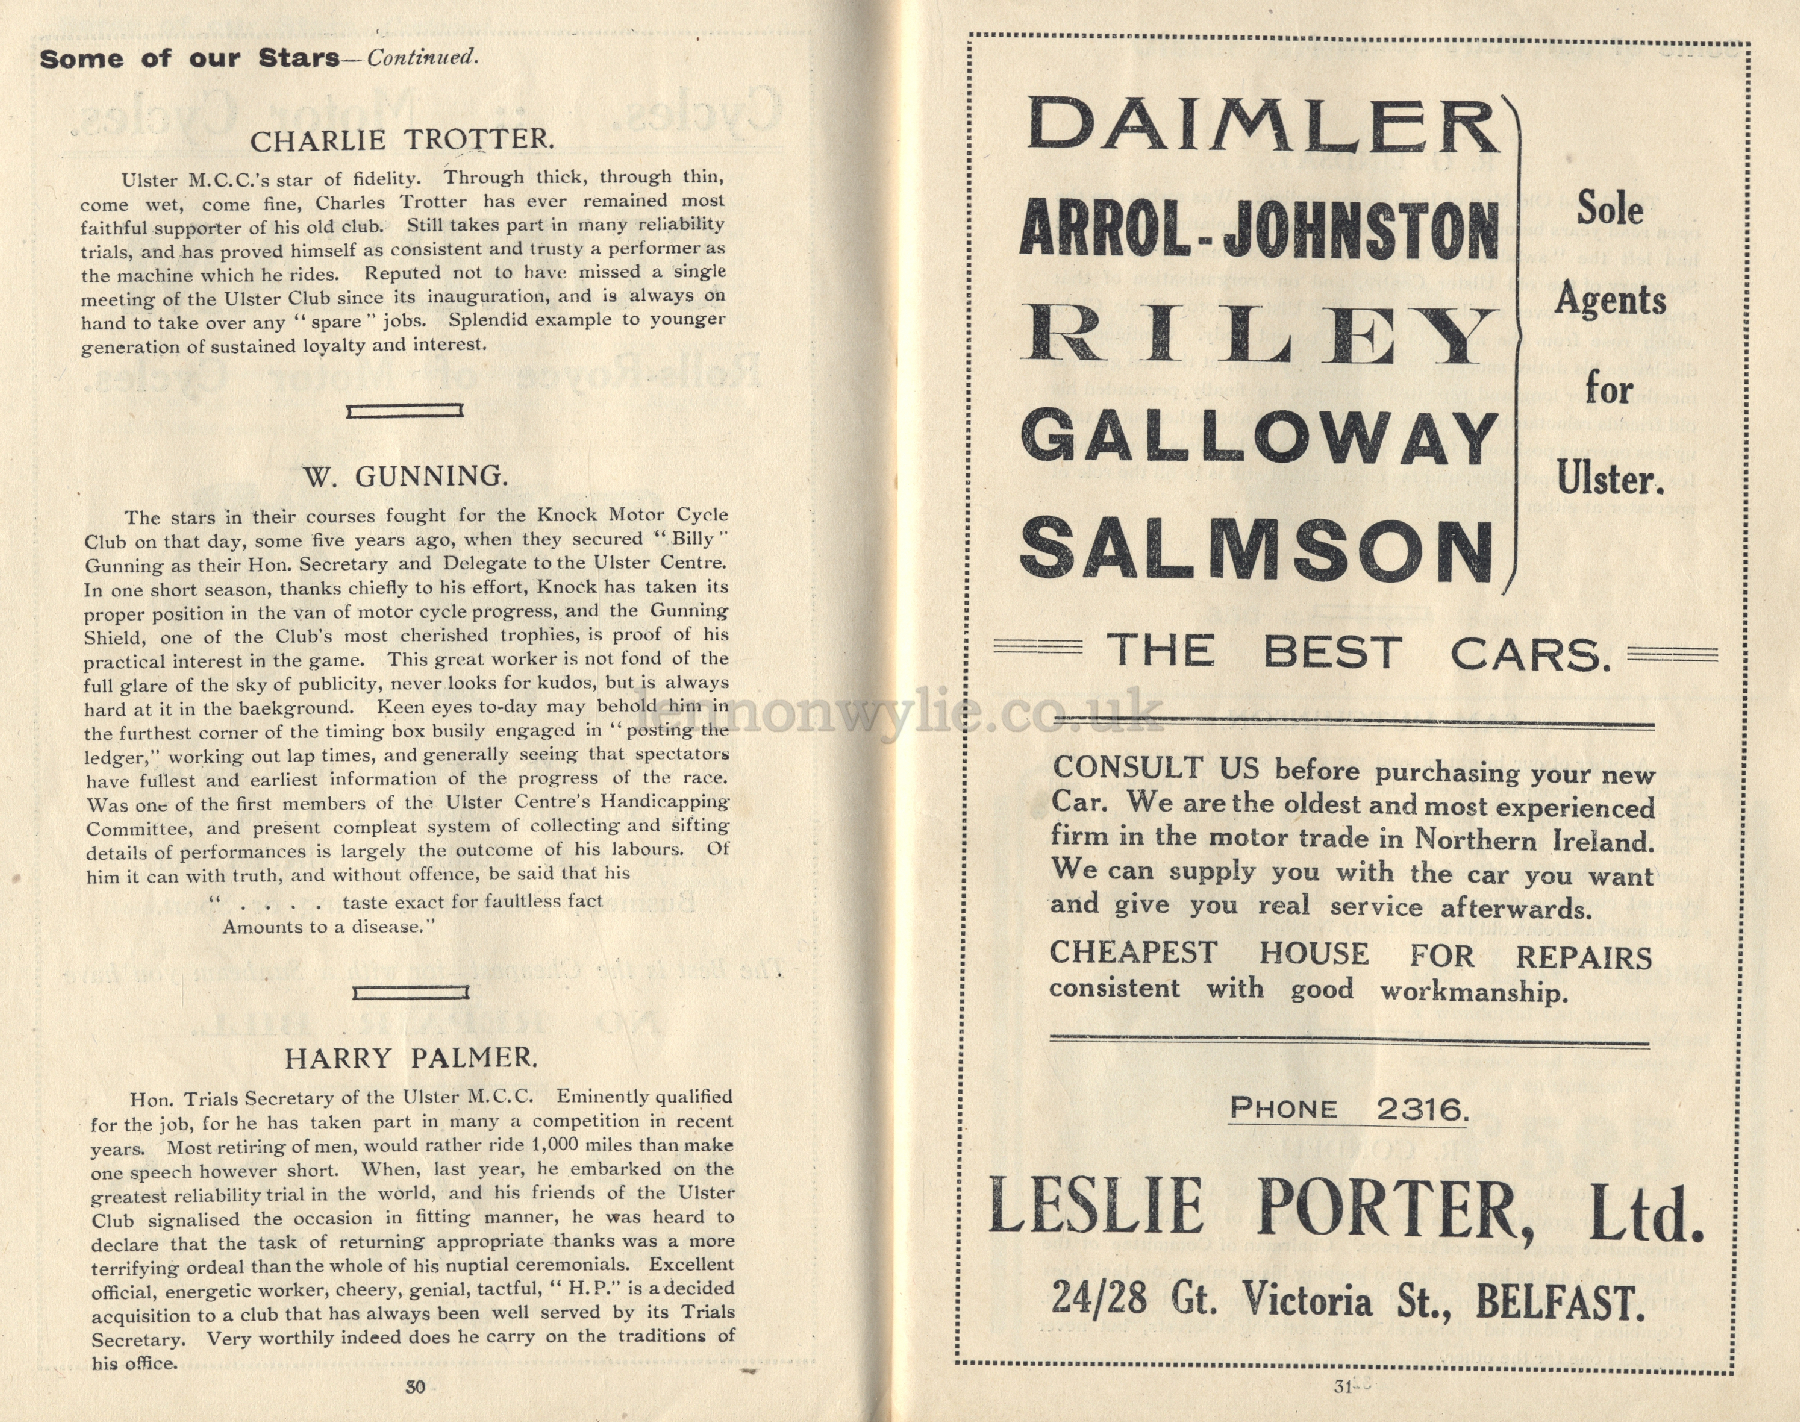 Some of our Stars—Continued.
CHARLIE TROTTER.
Ulster M.C.C.'s star of fidelity. Through thick, through thin,
come wet, come fine, Charles Trotter has ever remained most
faithful supporter of his old club. Still takes part in many reliability
trials, and has proved himself as consistent and trusty a performer as
the machine which he rides. Reputed not to have missed a single
meeting of the Ulster Club since its inauguration, and is always on
hand to take over any "spare" jobs. Splendid example to younger
generation of sustained loyalty and interest.
W. GUNNING.
The stars in their courses fought for the Knock Motor Cycle
Club on that day, some five years ago, when they secured "Billy"
Gunning as their Hon. Secretary and Delegate to the Ulster Centre.
In one short season, thanks chiefly to his effort, Knock has taken its
proper position in the van of motor cycle progress, and the Gunning
Shield, one of the Club's most cherished trophies, is proof of his
practical interest in the game. This great worker is not fond of the
full glare of the sky of publicity, never looks for kudos, but is always
hard at it in the baekground. Keen eyes to-day may behold him in
the furthest corner of the timing box busily engaged in "posting the
ledger," working out lap times, and generally seeing that spectators
have fullest and earliest information of the progress of the race.
Was one of the first members of the Ulster Centre's Handicapping
Committee, and present compleat system of collecting and sifting
details of performances is largely the outcome of his labours. Of
him it can with truth, and without offence, be said that his
" . . . . taste exact for faultless fact
Amounts to a disease."
HARRY PALMER.
Hon. Trials Secretary of the Ulster M.C.C. Eminently qualified
for the job, for he has taken part in many a competition in recent
years. Most retiring of men, would rather ride 1,000 miles than make
one speech however short. When, last year, he embarked on the
greatest reliability trial in the world, and his friends of the Ulster
Club signalised the occasion in fitting manner, he was heard to
declare that the task of returning appropriate thanks was a more
terrifying ordeal than the whole of his nuptial ceremonials. Excellent
official, energetic worker, cheery, genial, tactful, "H.P." is a decided
acquisition to a club that has always been well served by its Trials
Secretary. Very worthily indeed does he carry on the traditions of
his office.
30
DAIMLER
ARROL-JOHNSTON
RILEY
GALLOWAY
SALMSON
Sole
Agents
for
Ulster.
THE BEST CARS.
lennonwylie.co.uk
CONSULT US before purchasing your new
Car. We are the oldest and most experienced
firm in the motor trade in Northern Ireland.
We can supply you with the car you want
and give you real service afterwards.
CHEAPEST HOUSE FOR REPAIRS
consistent with good workmanship.
PHONE 2316.
LESLIE PORTER, Ltd.
24/28 Gt. Victoria St., BELFAST.
31